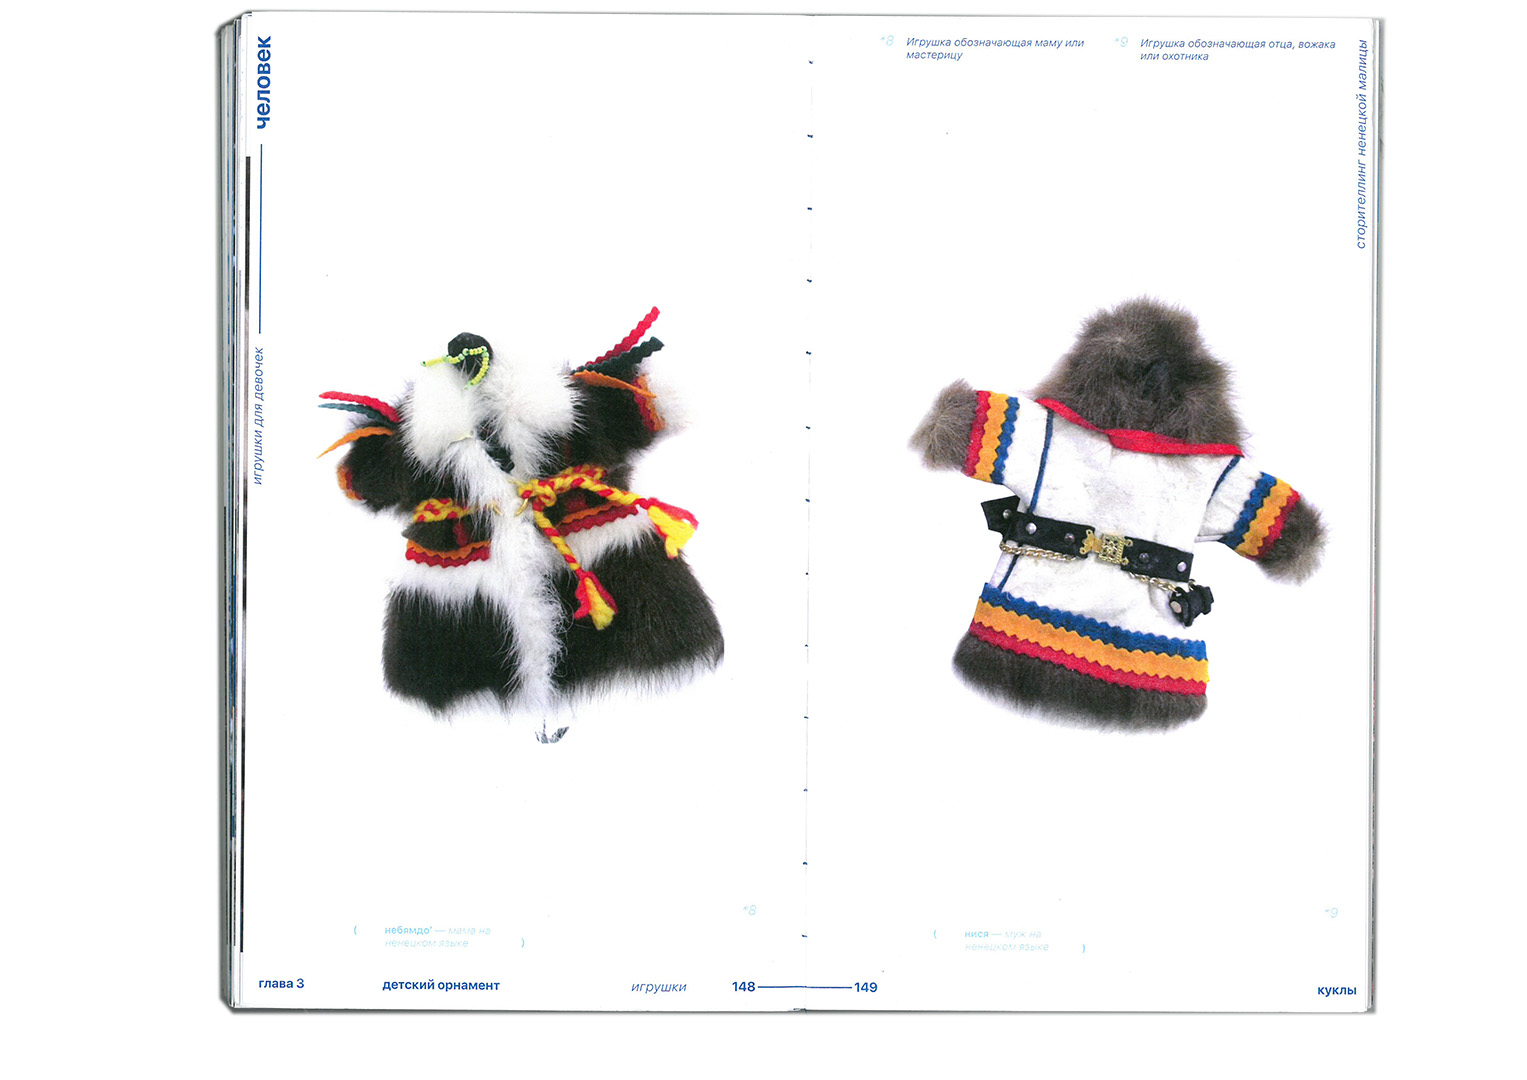 человек
игрушки для девочек
*8
Игрушка обозначающая маму или
мастерицу
*9
Игрушка обозначающая отца, вожака
или охотника
сторителлинг ненецкой малицы
*8
( небямдо' — мама на
ненецком языке )
*9
( нися — муж на
ненецком языке )
глава 3
детский орнамент
игрушки
148
149
куклы